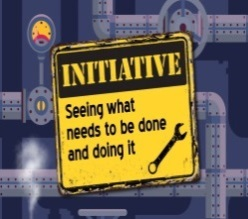 INITIATIVE
Seeing what
needs to be done
and doing it